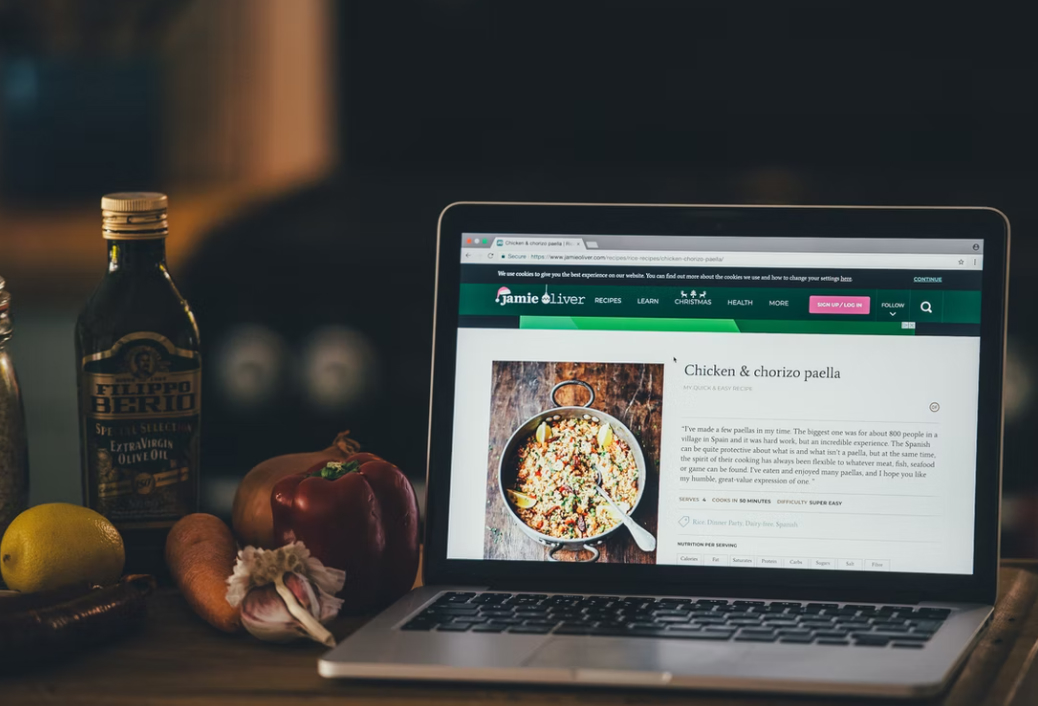 FILIPPO
BERIO
SPECIAL SELECTION
EXTRA VIRGIN
OLIVE OIL
Chicken & chorizo paella | Ri
Secure https://www.jamieoliver.com/recipes/rice-recipes/chicken-chorizo-paella/
We use cookies to give you the best experience on our website. You can find out more about the cookies we use and how to change your settings here
CONTINUE
jamie oliver
RECIPES LEARN CHRISTMAS HEALTH MORE SIGN UP / LOG IN FOLLOW
Chicken & chorizo paella
MY QUICK & EASY RECIPE
DF
"I've made a few paellas in my time. The biggest one was for about 800 people in a
village in Spain and it was hard work, but an incredible experience. The Spanish
can be quite protective about what is and what isn't a paella, but at the same time,
the spirit of their cooking has always been flexible to whatever meat, fish, seafood
or game can be found. I've eaten and enjoyed many paellas, and I hope you like
my humble, great-value expression of one."
SERVES 4 COOKS IN 50 MINUTES DIFFICULTY SUPER EASY
Rice, Dinner Party, Dairy-free, Spanish
NUTRITION PER SERVING
Calories Fat Saturates Protein Carbs Sugars Salt Fibre